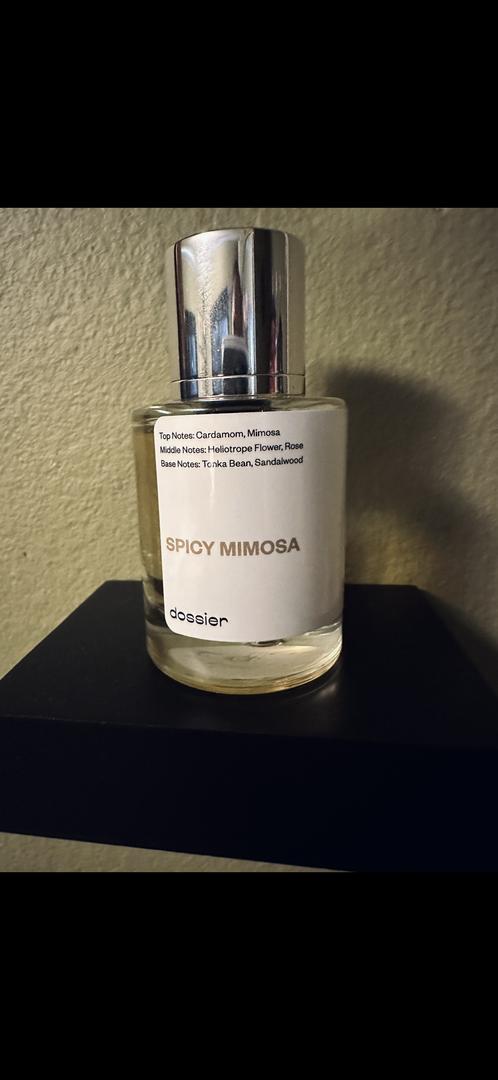 Top Notes: Cardamom, Mimosa
Middle Notes: Heliotrope Flower, Rose
Base Notes: Tonka Bean, Sandalwood
SPICY MIMOSA
dossier